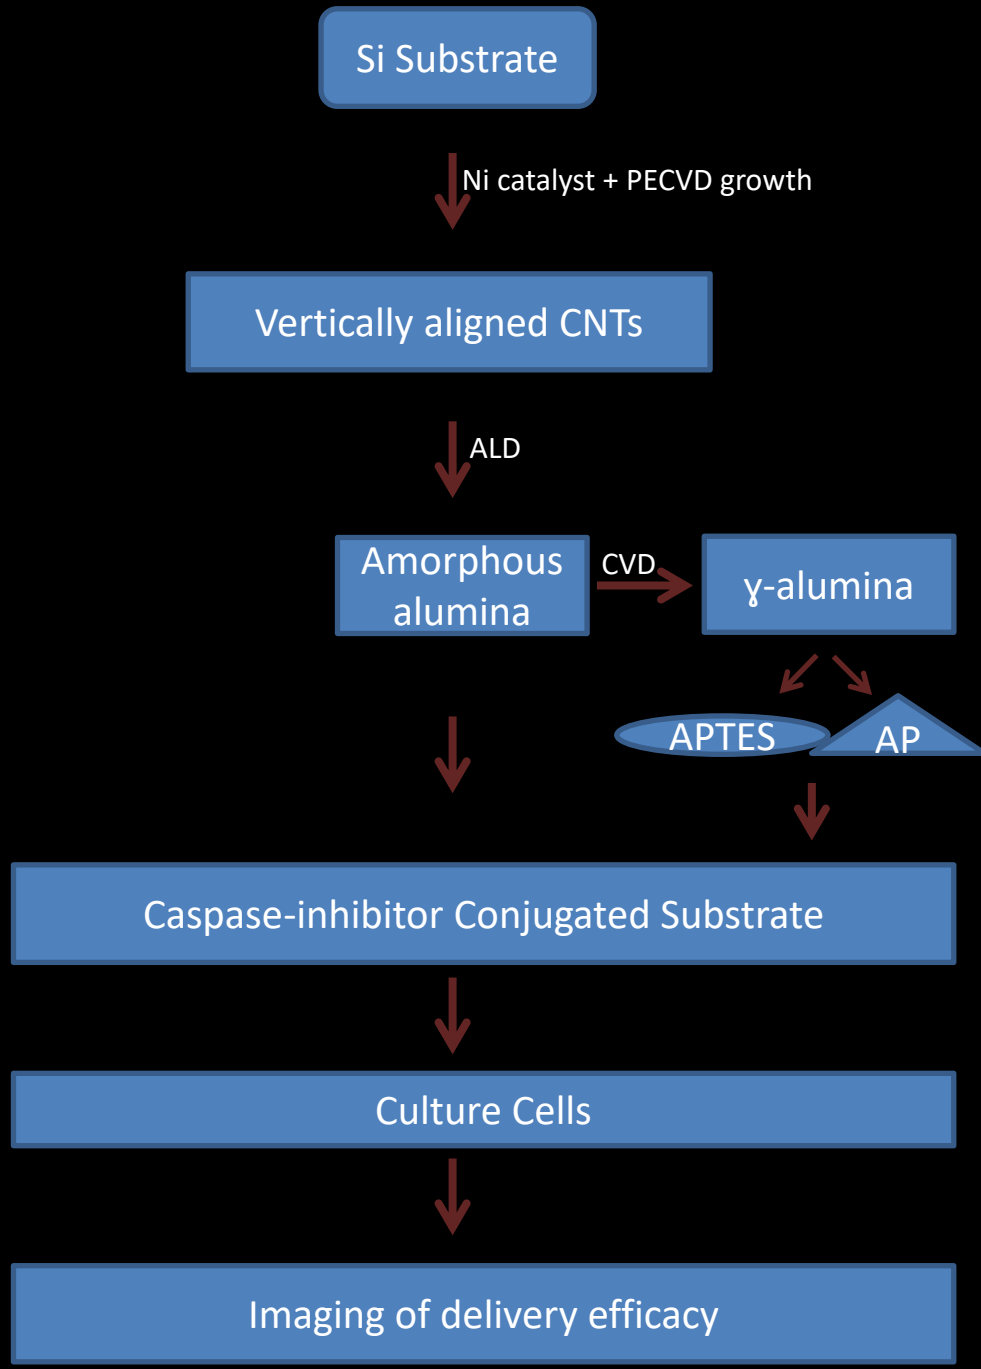 Si Substrate
Ni catalyst + PECVD growth
Vertically aligned CNTs
ALD
Amorphous
alumina
CVD
ɣ-alumina
APTES
AP
Caspase-inhibitor Conjugated Substrate
Culture Cells
Imaging of delivery efficacy